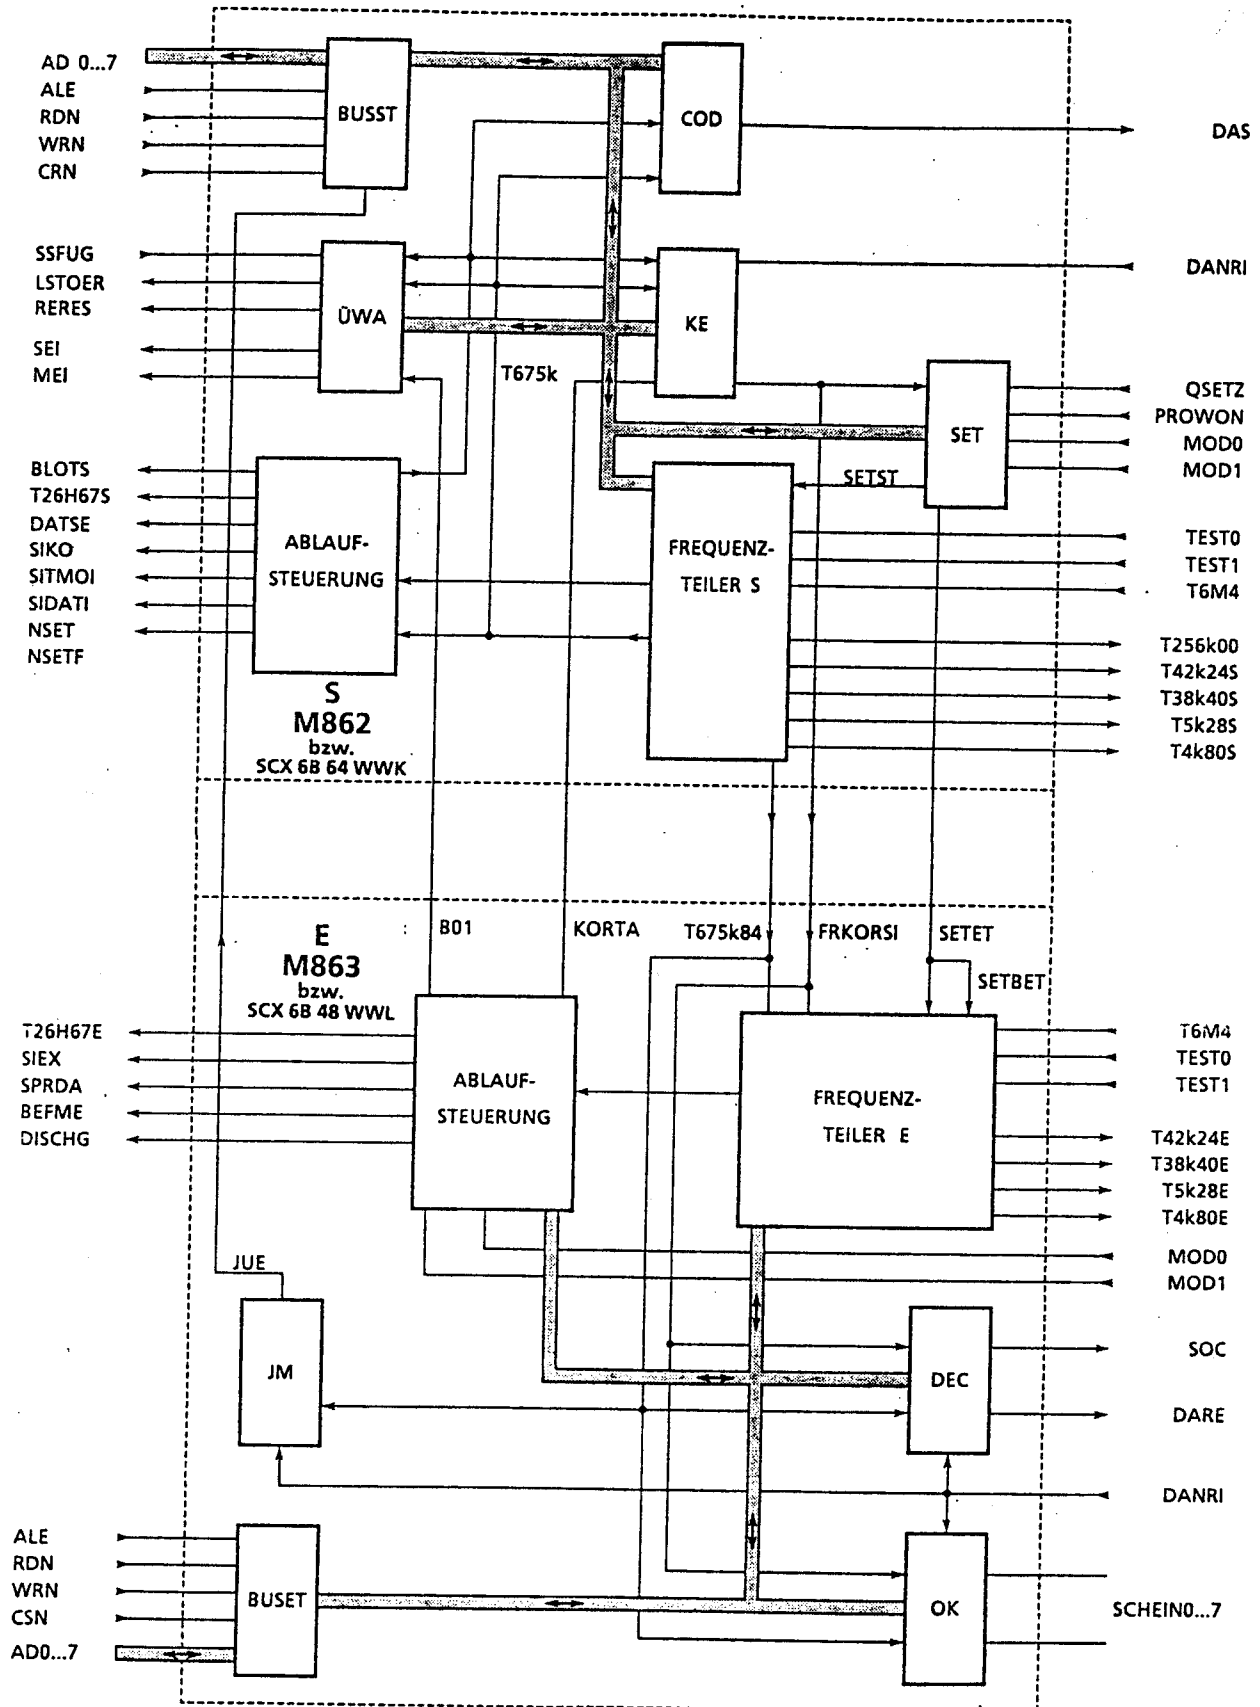 AD 0...7
ALE
RDN
WRN
CRN
BUSST
COD
DAS
SSFUG
LSTOER
RERES
SEI
MEI
ÜWA
KE
DANRI
T675k
QSETZ
PROWON
MOD0
MOD1
SET
SETST
BLOTS
T26H67S
DATSE
SIKO
SITMOI
SIDATI
NSET
NSETF
ABLAUF-
STEUERUNG
FREQUENZ-
TEILER S
TEST0
TEST1
T6M4
T256k00
T42k24S
T38k40S
T5k28S
T4k80S
S
M862
bzw.
SCX 6B 64 WWK
E
M863
bzw.
SCX 6B 48 WWL
B01
KORTA
T675k84
FRKORSI
SETET
SETBET
T26H67E
SIEX
SPRDA
BEFME
DISCHG
ABLAUF-
STEUERUNG
FREQUENZ-
TEILER E
T6M4
TEST0
TEST1
T42k24E
T38k40E
T5k28E
T4k80E
MOD0
MOD1
JUE
JM
DEC
SOC
DARE
DANRI
ALE
RDN
WRN
CSN
AD0...7
BUSET
OK
SCHEIN0...7